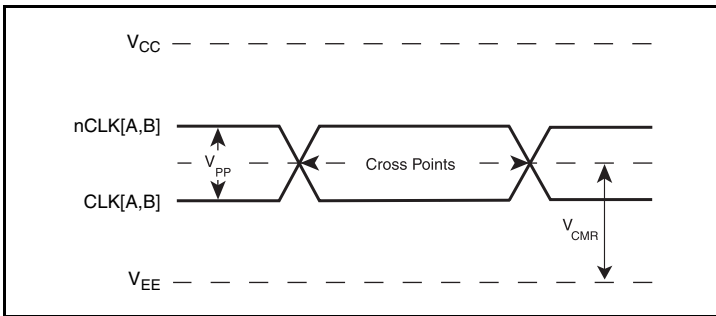 VCC
nCLK[A,B]
VPP
Cross Points
CLK[A,B]
VCMR
VEE